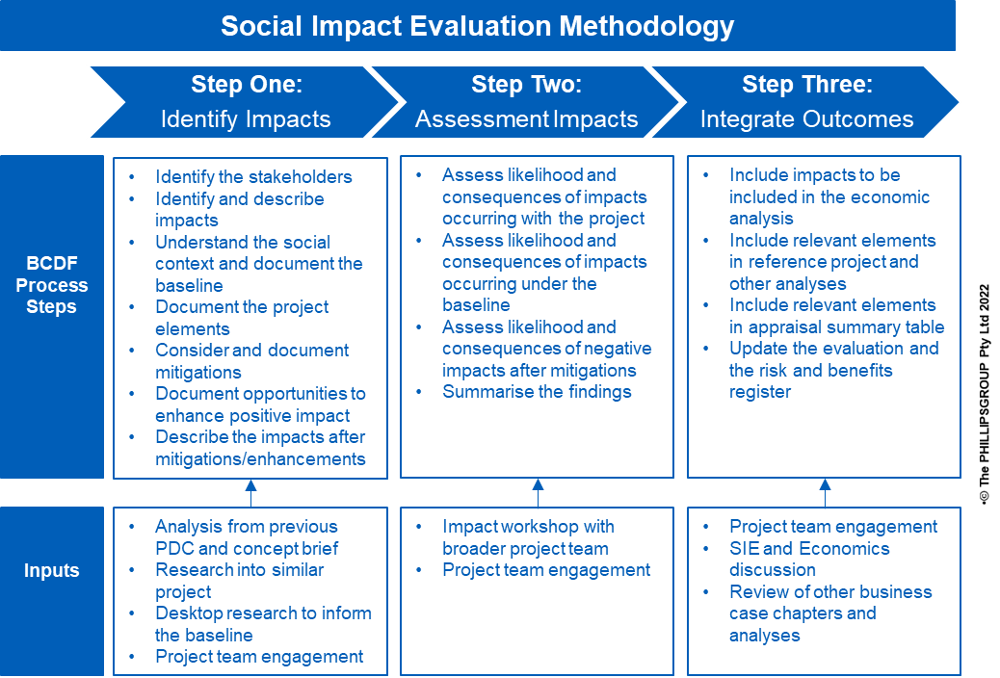 Social Impact Evaluation Methodology
Step One:
Identify Impacts
Step Two:
Assessment Impacts
Step Three:
Integrate Outcomes
BCDF
Process
Steps
• Identify the stakeholders
• Identify and describe
impacts
• Understand the social
context and document the
baseline
• Document the project
elements
• Consider and document
mitigations
• Document opportunities to
enhance positive impact
• Describe the impacts after
mitigations/enhancements
• Assess likelihood and
consequences of impacts
occurring with the project
• Assess likelihood and
consequences of impacts
occurring under the
baseline
• Assess likelihood and
consequences of negative
impacts after mitigations
• Summarise the findings
• Include impacts to be
included in the economic
analysis
• Include relevant elements
in reference project and
other analyses
• Include relevant elements
in appraisal summary table
• Update the evaluation and
the risk and benefits
register
Inputs
• Analysis from previous
PDC and concept brief
• Research into similar
project
• Desktop research to inform
the baseline
• Project team engagement
• Impact workshop with
broader project team
• Project team engagement
• Project team engagement
• SIE and Economics
discussion
• Review of other business
case chapters and
analyses
•© The PHILLIPSGROUP Pty Ltd 2022